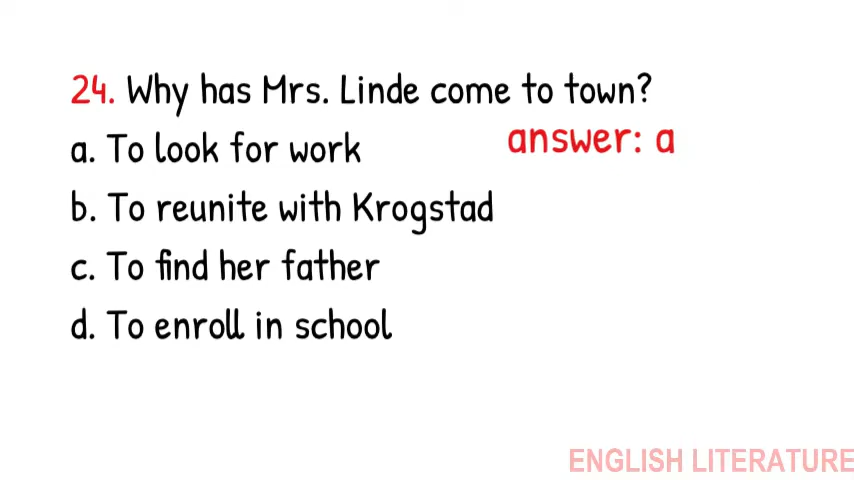 24. Why has Mrs. Linde come to town?
a. To look for work
answer: a
b. To reunite with Krogstad
c. To find her father
d. To enroll in school
ENGLISH LITERATURE